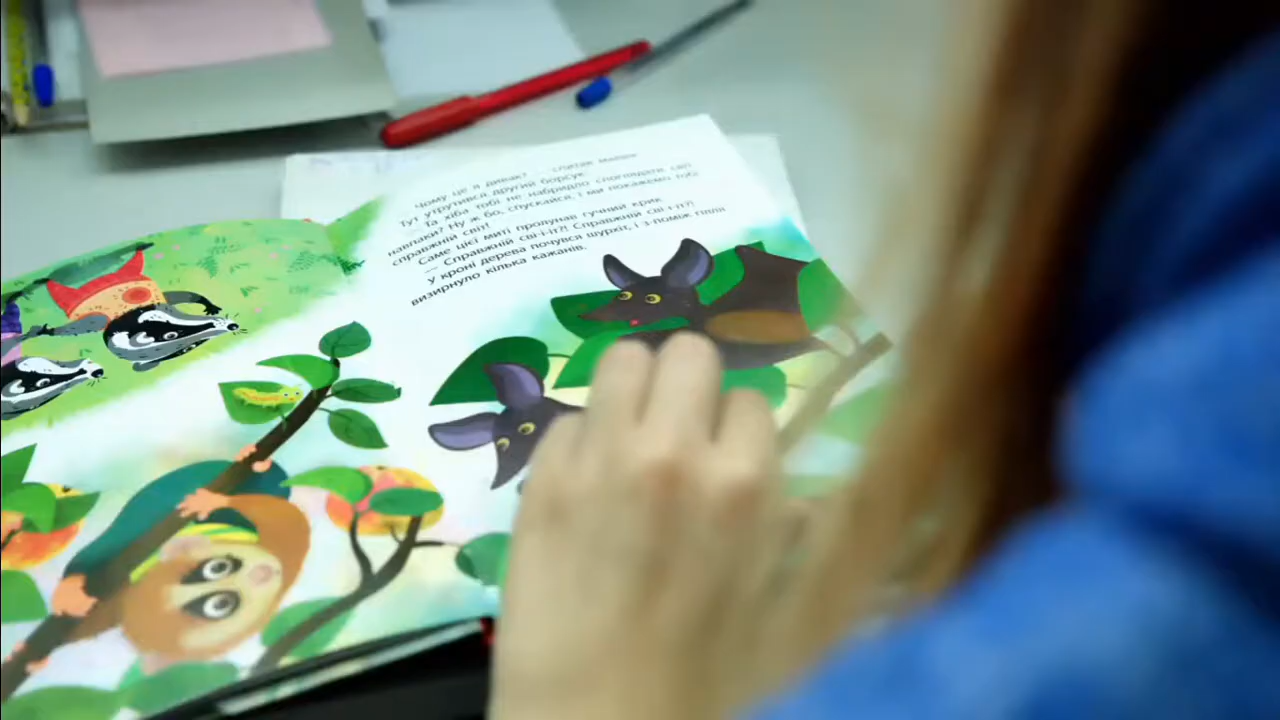 Чому це я дивак? — спитав малюк.
Тут утрутився другий борсук:
— Та хіба тобі не набридло споглядати світ
навпаки? Ну ж бо, спускайся, і ми покажемо тобі
справжній світ!
Саме цієї миті пролунав гучний крик
— Справжній сві-і-іт?! Справжній сві-і-іт?!
У кроні дерева почувся шурхіт, і з-поміж гілля
визирнуло кілька кажанів.